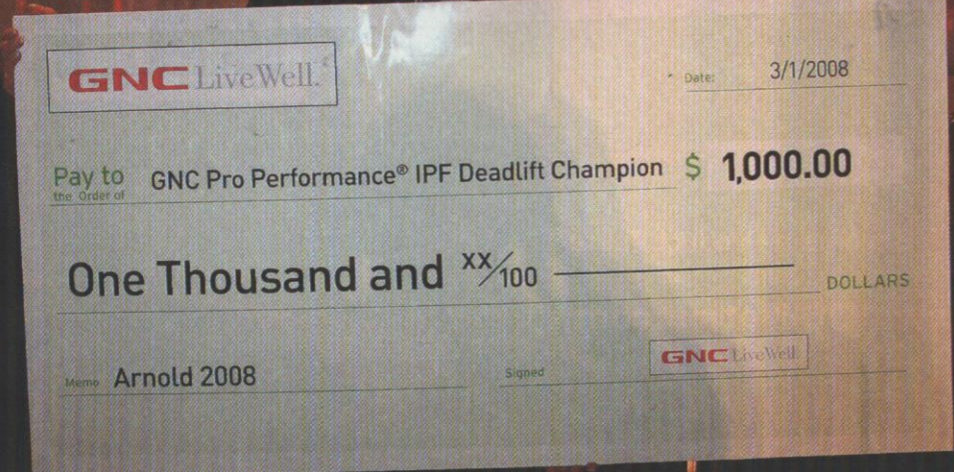 GNC LiveWell.
Date: 3/1/2008
Pay to the Order of GNC Pro Performance® IPF Deadlift Champion $ 1,000.00
One Thousand and xx/100 DOLLARS
Memo Arnold 2008 Signed GNC LiveWell